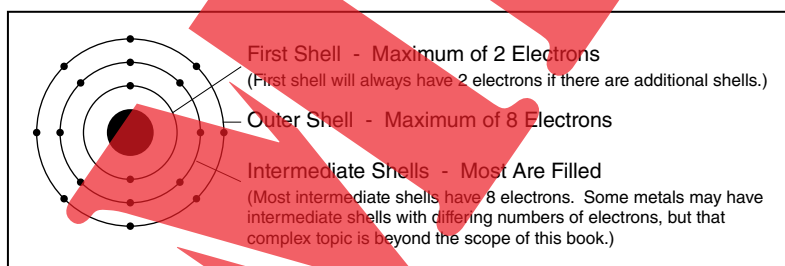 First Shell - Maximum of 2 Electrons
(First shell will always have 2 electrons if there are additional shells.)
Outer Shell - Maximum of 8 Electrons
Intermediate Shells - Most Are Filled
(Most intermediate shells have 8 electrons. Some metals may have
intermediate shells with differing numbers of electrons, but that
complex topic is beyond the scope of this book.)